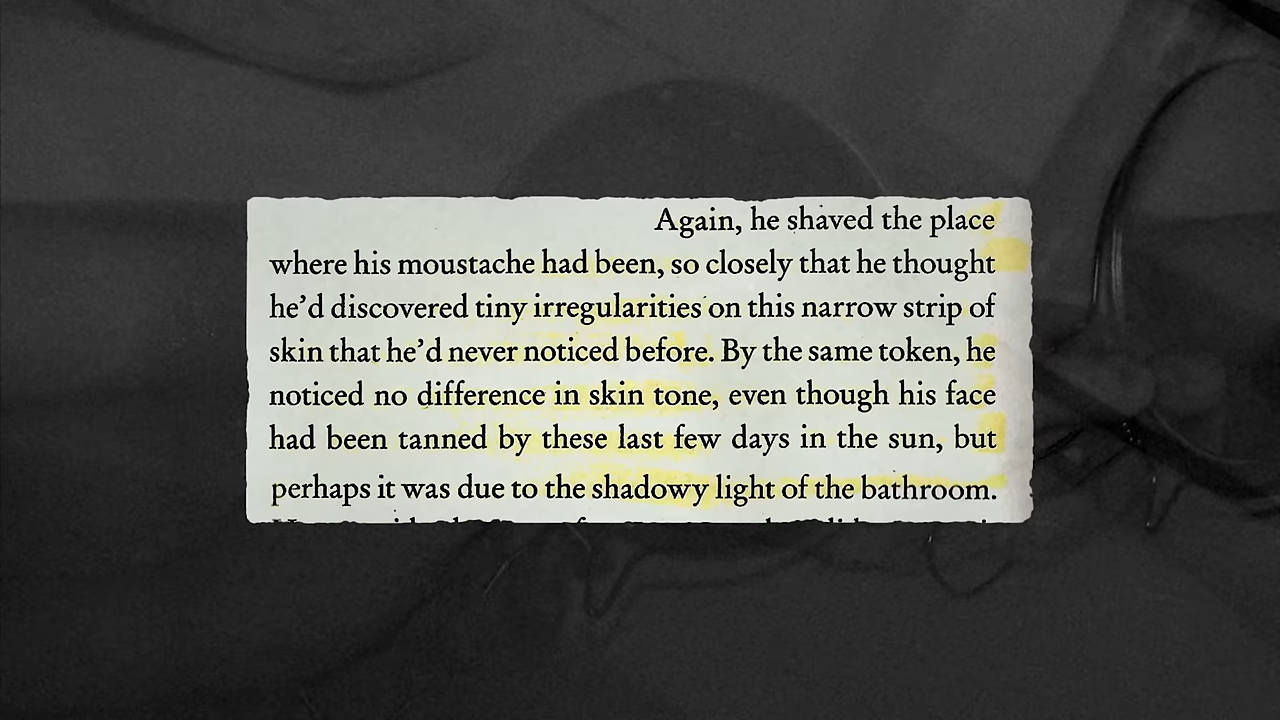 Again, he shaved the place
where his moustache had been, so closely that he thought
he’d discovered tiny irregularities on this narrow strip of
skin that he’d never noticed before. By the same token, he
noticed no difference in skin tone, even though his face
had been tanned by these last few days in the sun, but
perhaps it was due to the shadowy light of the bathroom.